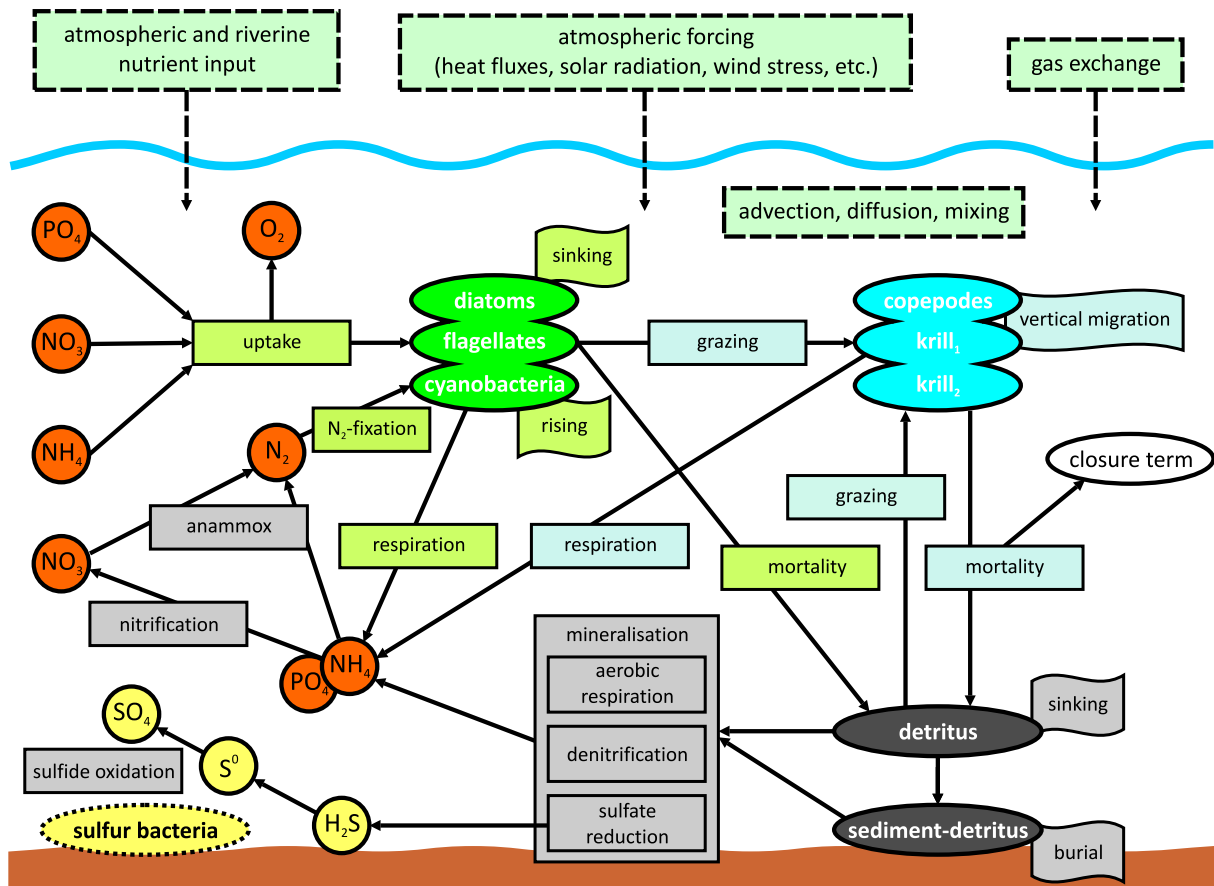 atmospheric and riverine
nutrient input
atmospheric forcing
(heat fluxes, solar radiation, wind stress, etc.)
gas exchange
advection, diffusion, mixing
PO₄
O₂
sinking
diatoms
copepodes
NO₃
uptake
flagellates
grazing
krill₁
vertical migration
cyanobacteria
krill₂
NH₄
N₂
N₂-fixation
rising
closure term
grazing
anammox
respiration
respiration
mortality
mortality
NO₃
nitrification
mineralisation
aerobic
respiration
NH₄
PO₄
SO₄
sinking
detritus
denitrification
sulfide oxidation
S⁰
sulfate
reduction
sulfur bacteria
H₂S
sediment-detritus
burial